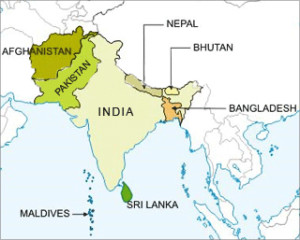 NEPAL
BHUTAN
AFGHANISTAN
PAKISTAN
BANGLADESH
INDIA
SRI LANKA
MALDIVES